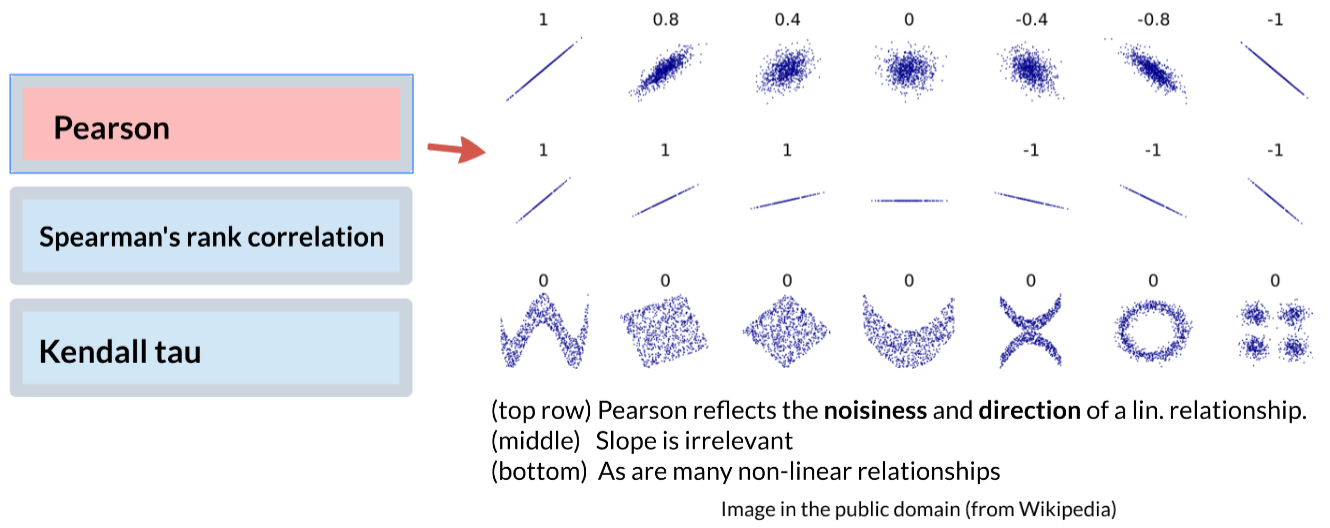 Pearson
Spearman's rank correlation
Kendall tau
1 0.8 0.4 0 -0.4 -0.8 -1
1 1 1 -1 -1 -1
0 0 0 0 0 0 0
(top row) Pearson reflects the noisiness and direction of a lin. relationship.
(middle) Slope is irrelevant
(bottom) As are many non-linear relationships
Image in the public domain (from Wikipedia)